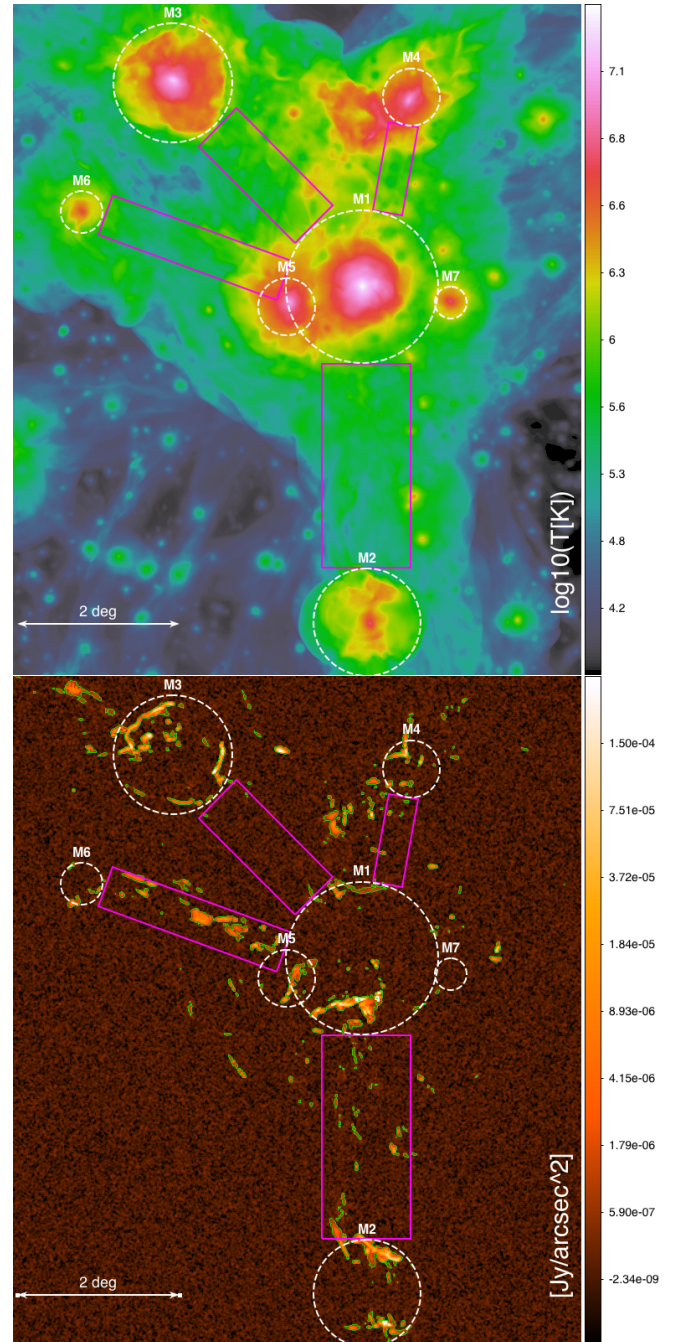 M3
M4
7.1
6.8
M6
M1
6.6
M5
M7
6.3
6
5.6
5.3
4.8
M2
4.2
2 deg
log10(T[K])
M3
M4
1.50e-04
7.51e-05
M6
M1
3.72e-05
M5
M7
1.84e-05
8.93e-06
4.15e-06
1.79e-06
M2
5.90e-07
2 deg
-2.34e-09
[Jy/arcsec^2]